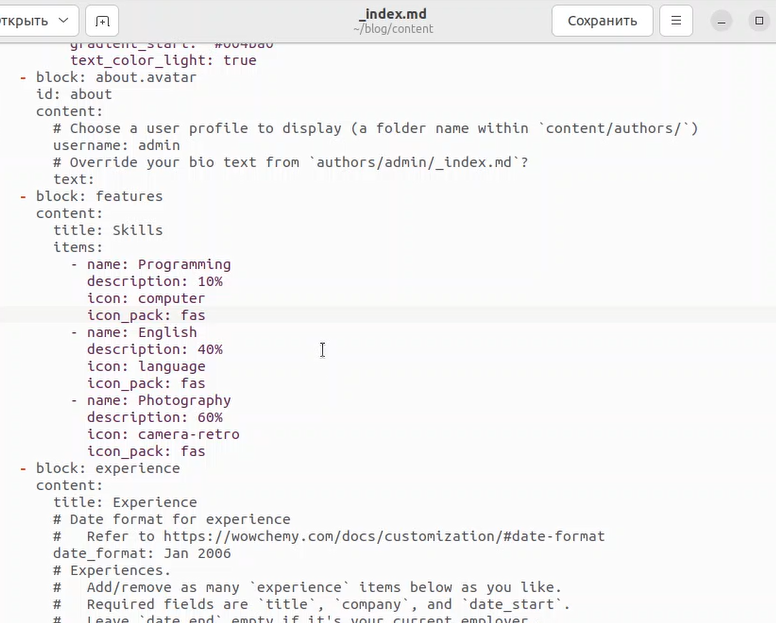 ткрыть
_index.md
~/blog/content
Сохранить
gradient_start: '#004ba0'
text_color_light: true
- block: about.avatar
id: about
content:
# Choose a user profile to display (a folder name within `content/authors/`)
username: admin
# Override your bio text from `authors/admin/_index.md`?
text:
- block: features
content:
title: Skills
items:
- name: Programming
description: 10%
icon: computer
icon_pack: fas
- name: English
description: 40%
icon: language
icon_pack: fas
- name: Photography
description: 60%
icon: camera-retro
icon_pack: fas
- block: experience
content:
title: Experience
# Date format for experience
#   Refer to https://wowchemy.com/docs/customization/#date-format
date_format: Jan 2006
# Experiences.
#   Add/remove as many `experience` items below as you like.
#   Required fields are `title`, `company`, and `date_start`.
#   Leave `date_end` empty if it's your current employer.